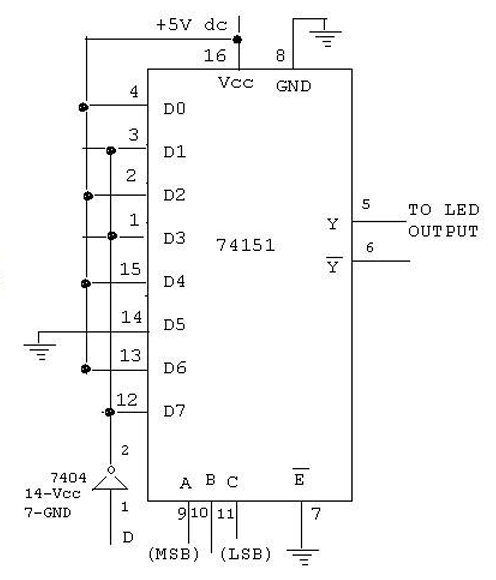 +5V dc
16
8
Vcc
GND
4
D0
3
D1
2
D2
1
D3
15
D4
14
D5
13
D6
12
D7
74151
Y
5
TO LED
OUTPUT
Y
6
2
7404
14-Vcc
7-GND
1
D
A
B
C
E
9
10
11
7
(MSB)
(LSB)